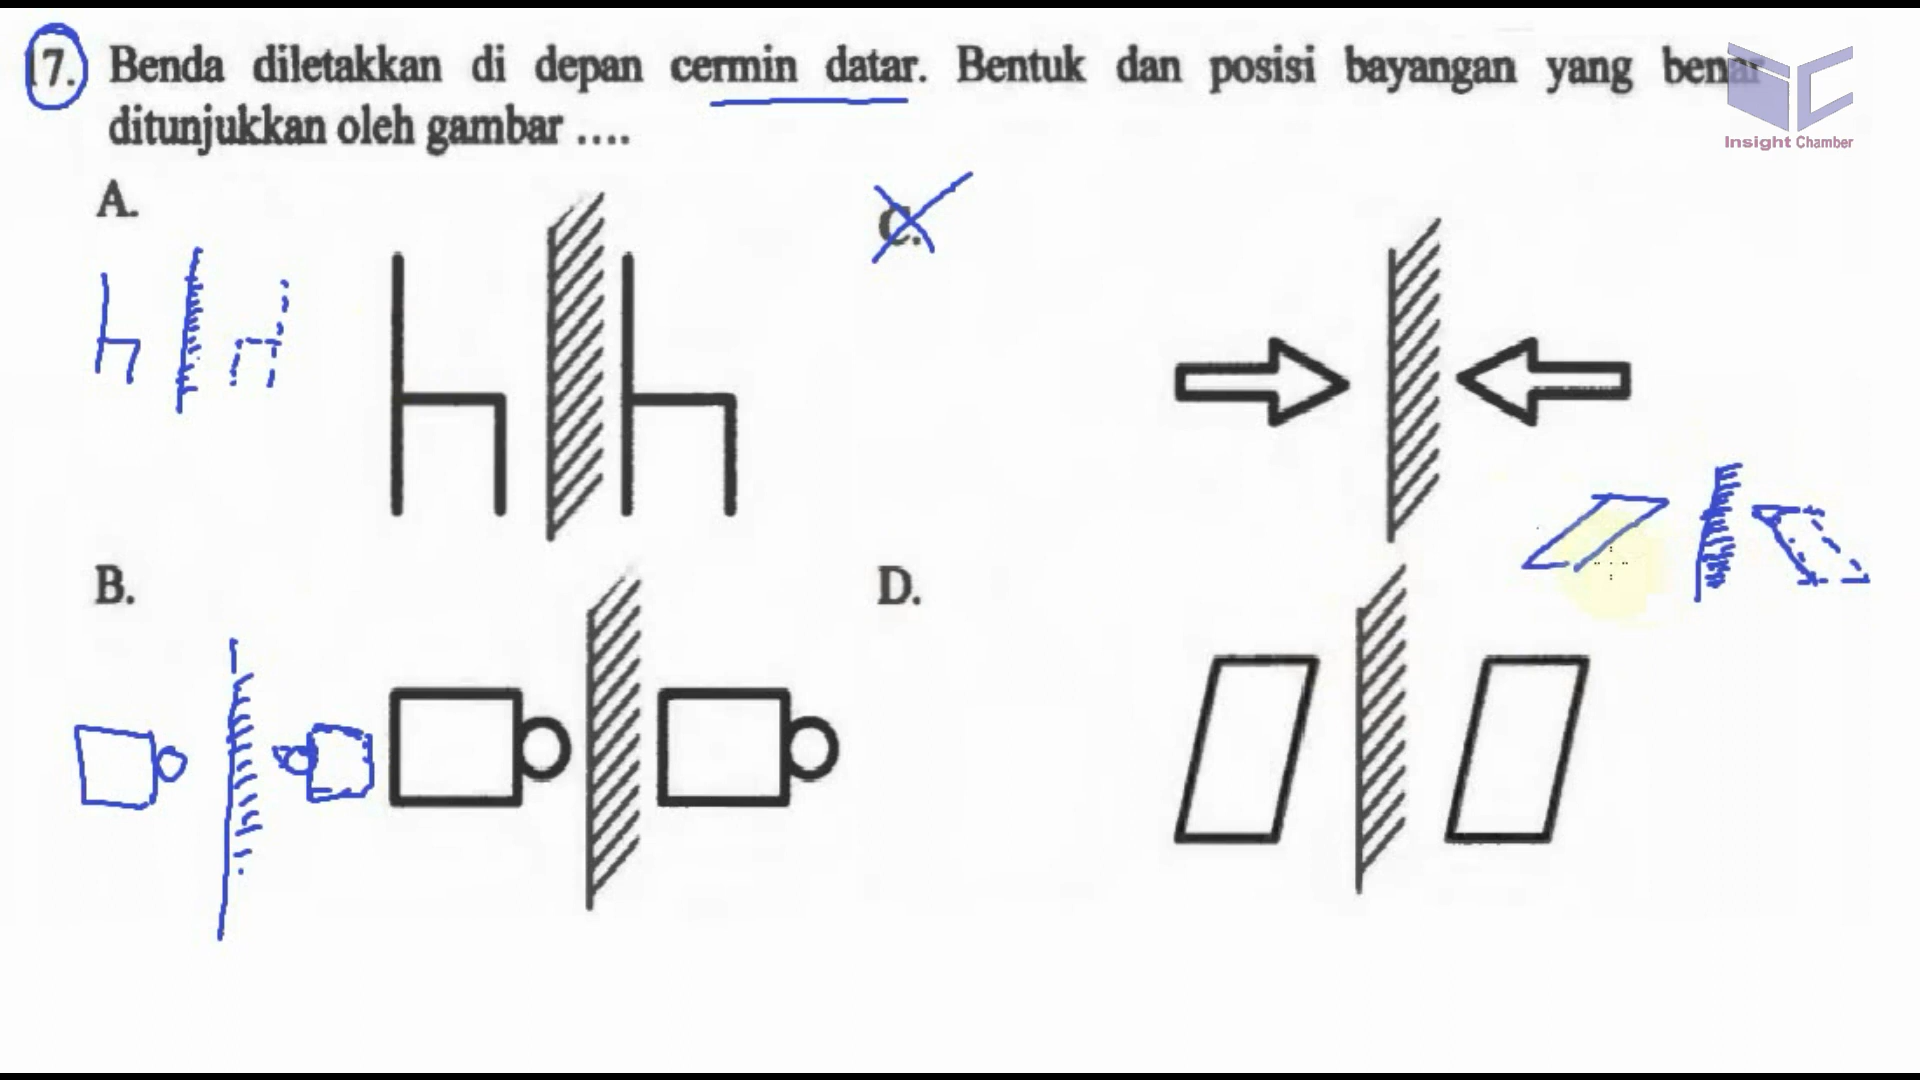 17. Benda diletakkan di depan cermin datar. Bentuk dan posisi bayangan yang benar
ditunjukkan oleh gambar ....
A.
C.
B.
D.
Insight Chamber